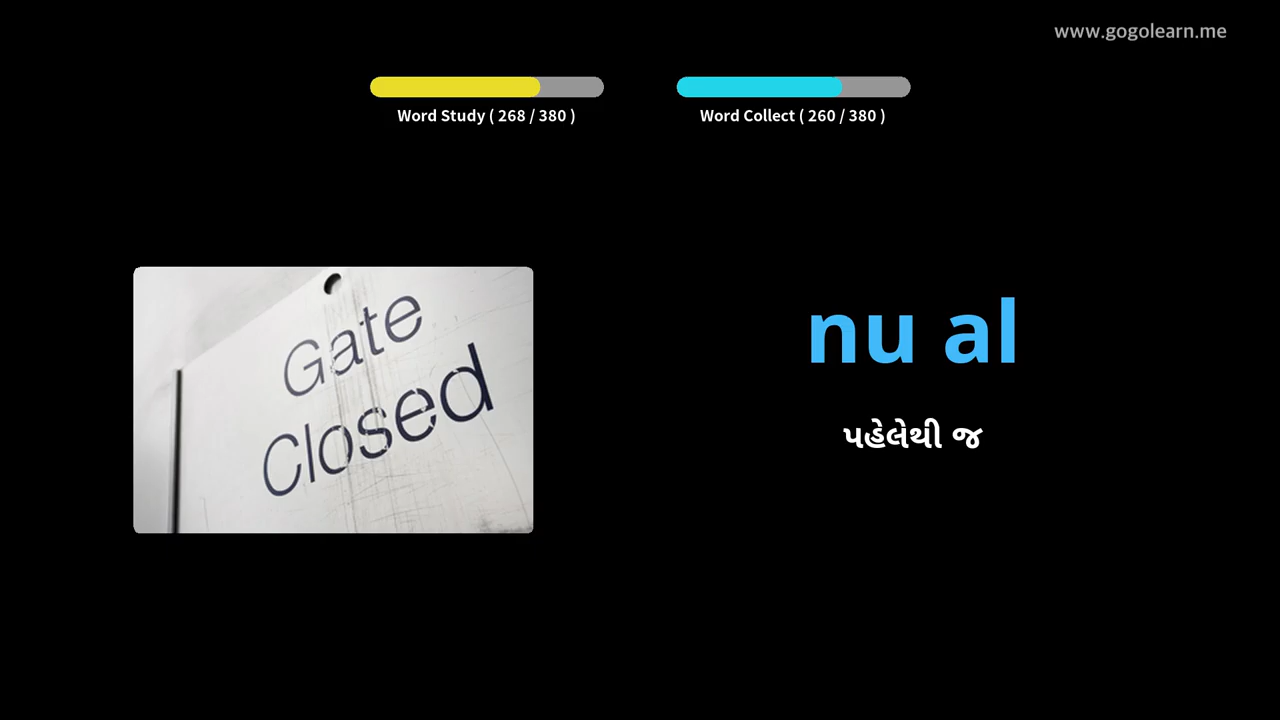 www.gogolearn.me
Word Study ( 268 / 380 )
Word Collect ( 260 / 380 )
Gate
Closed
nu al
પહેલેથી જ